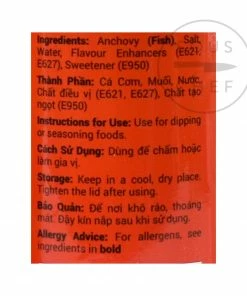 Ingredients: Anchovy (Fish), Salt,
Water, Flavour Enhancers (E621,
E627), Sweetener (E950)
Thành Phần: Cá Cơm, Muối, Nước,
Chất điều vị (E621, E627), Chất tạo
ngọt (E950)
Instructions for Use: Use for dipping
or seasoning foods.
Cách Sử Dụng: Dùng để chấm hoặc
làm gia vị.
Storage: Keep in a cool, dry place.
Tighten the lid after using.
Bảo Quản: Để nơi khô ráo, thoáng
mát. Đậy kín nắp sau khi sử dụng.
Allergy Advice: For allergens, see
ingredients in bold